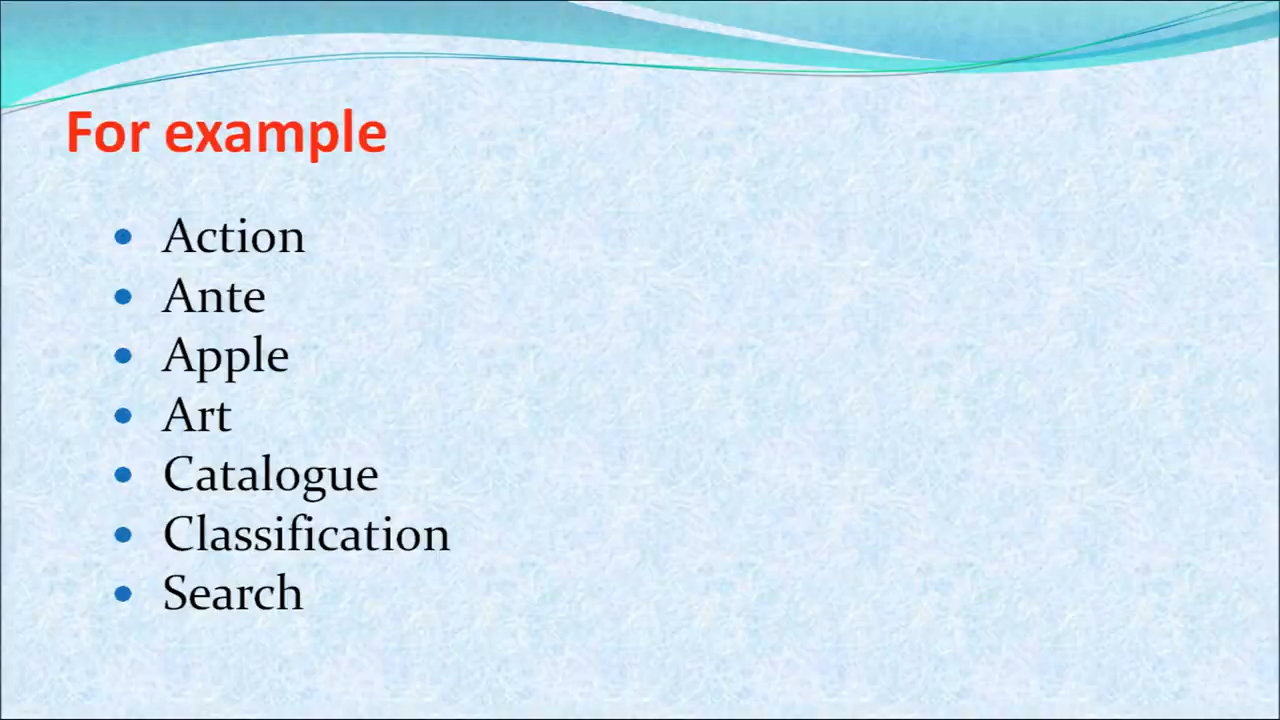 For example
• Action
• Ante
• Apple
• Art
• Catalogue
• Classification
• Search